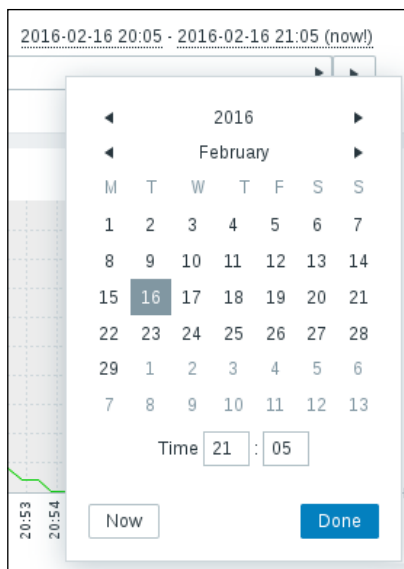 2016-02-16 20:05 - 2016-02-16 21:05 (now!)
2016
February
M T W T F S S
1 2 3 4 5 6 7
8 9 10 11 12 13 14
15 16 17 18 19 20 21
22 23 24 25 26 27 28
29 1 2 3 4 5 6
7 8 9 10 11 12 13
Time 21 : 05
Now Done
20:53
20:54